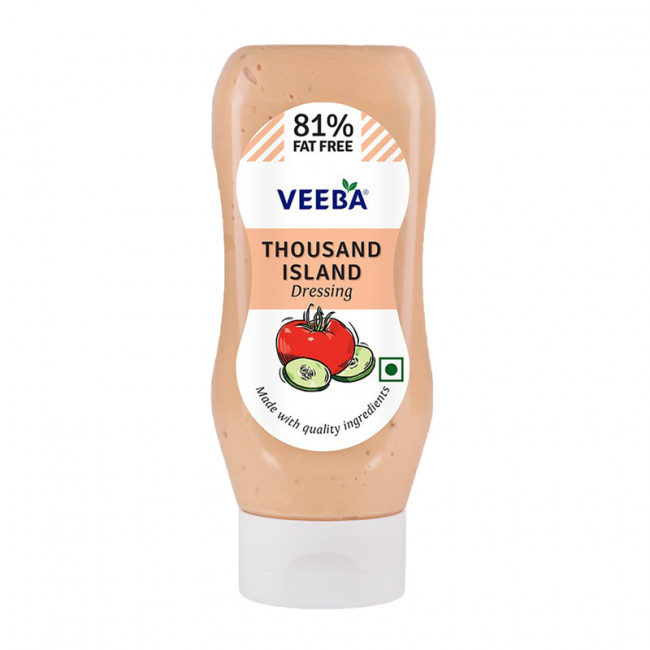 81%
FAT FREE
VEEBA®
THOUSAND
ISLAND
Dressing
Made with quality ingredients